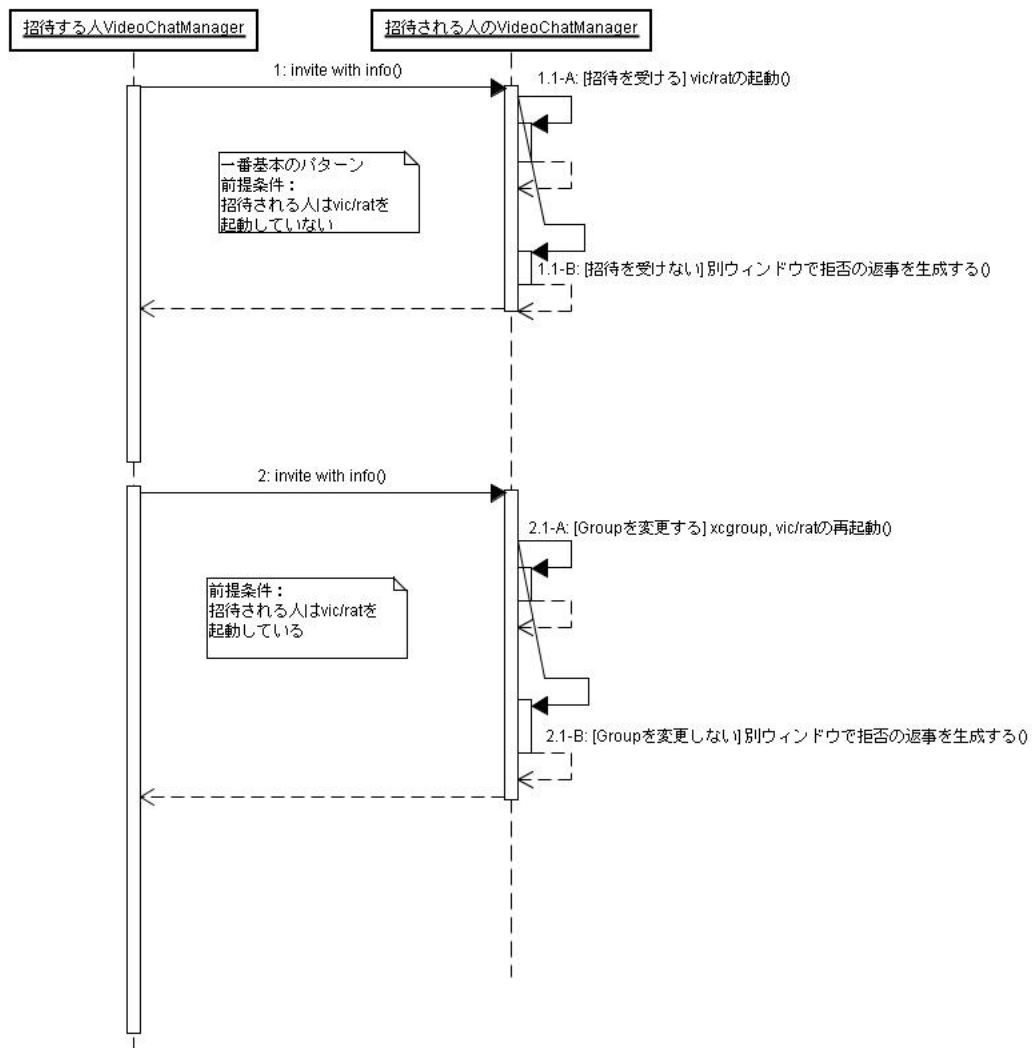 招待する人VideoChatManager
招待される人のVideoChatManager
1: invite with info()
1.1-A: [招待を受ける] vic/ratの起動()
一番基本のパターン
前提条件：
招待される人はvic/ratを
起動していない
1.1-B: [招待を受けない] 別ウィンドウで拒否の返事を生成する()
2: invite with info()
2.1-A: [Groupを変更する] xcgroup, vic/ratの再起動()
前提条件：
招待される人はvic/ratを
起動している
2.1-B: [Groupを変更しない] 別ウィンドウで拒否の返事を生成する()